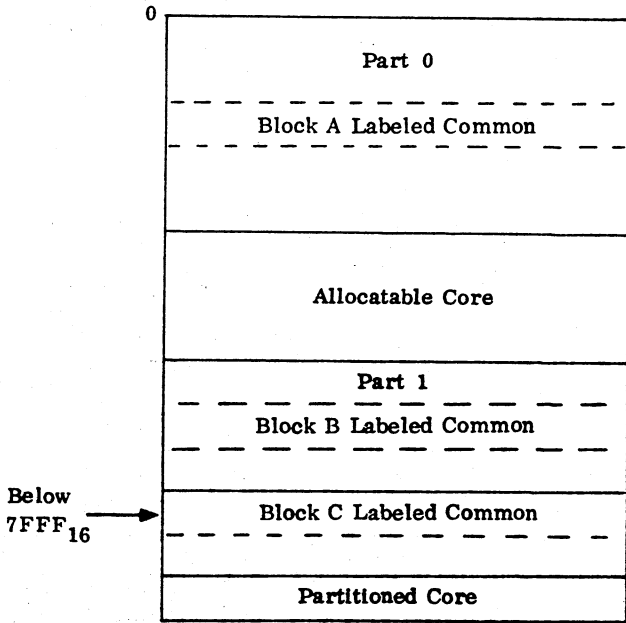 0
Part 0
Block A Labeled Common
Allocatable Core
Part 1
Block B Labeled Common
Below
7FFF₁₆
Block C Labeled Common
Partitioned Core